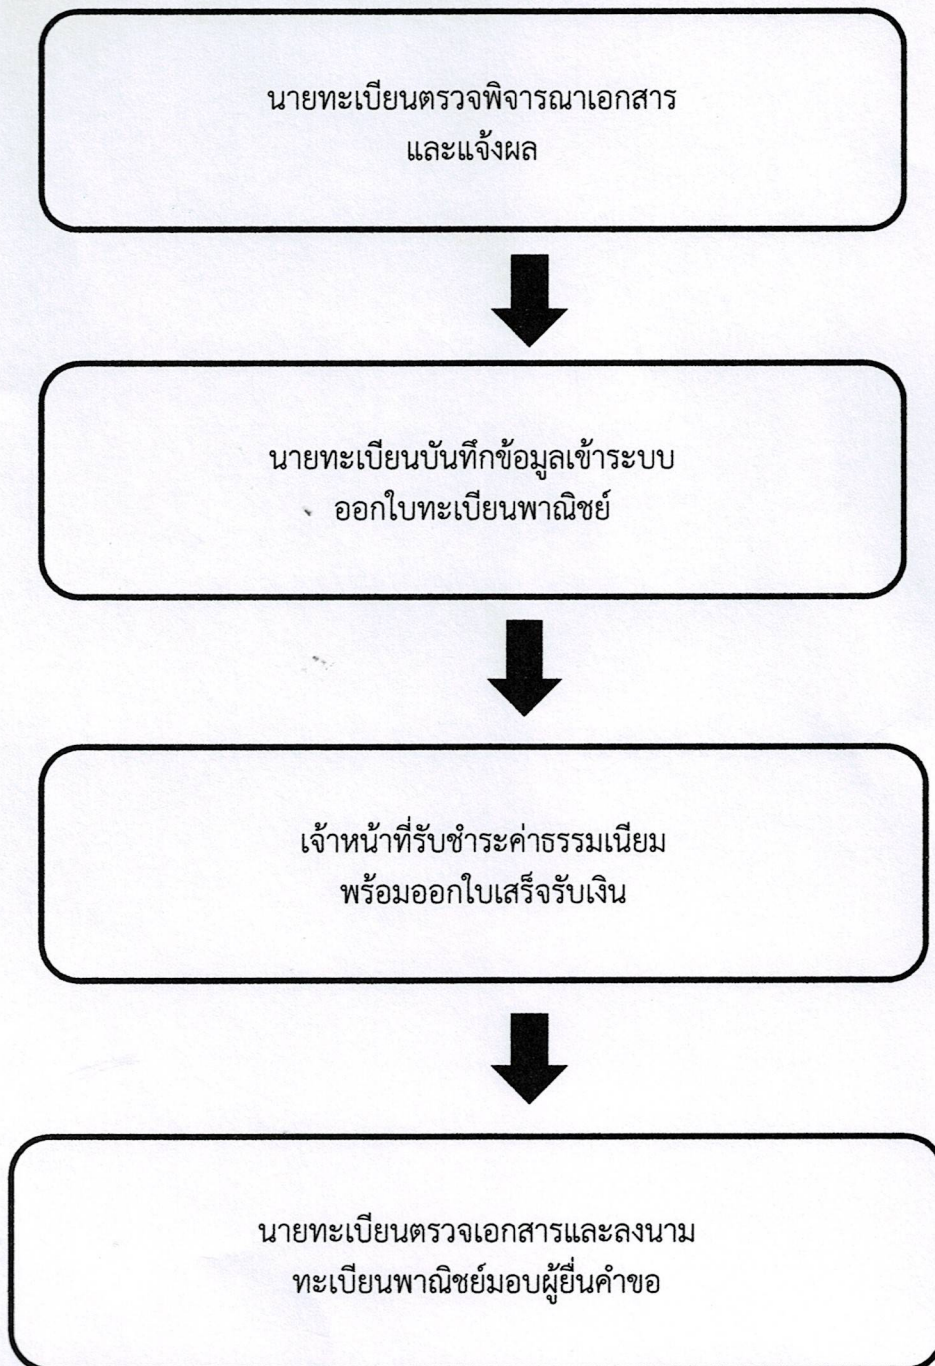 นายทะเบียนตรวจพิจารณาเอกสาร
และแจ้งผล
นายทะเบียนบันทึกข้อมูลเข้าระบบ
ออกใบทะเบียนพาณิชย์
เจ้าหน้าที่รับชำระค่าธรรมเนียม
พร้อมออกใบเสร็จรับเงิน
นายทะเบียนตรวจเอกสารและลงนาม
ทะเบียนพาณิชย์มอบผู้ยื่นคำขอ